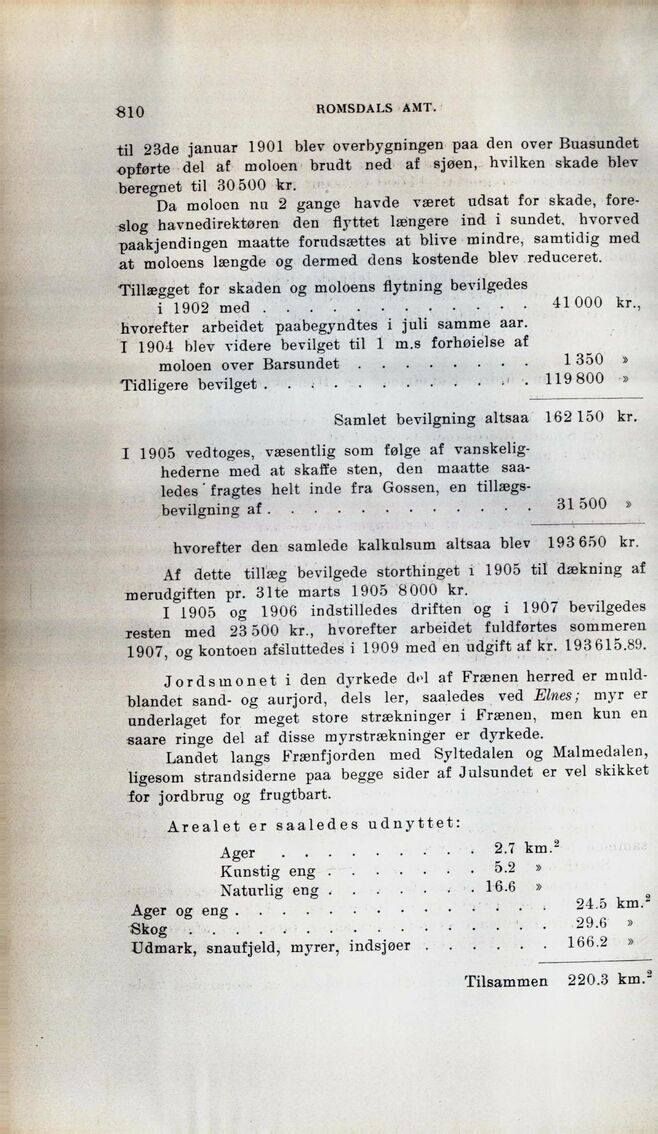 810 ROMSDALS AMT.
til 23de januar 1901 blev overbygningen paa den over Buasundet
opførte del af moloen brudt ned af sjøen, hvilken skade blev
beregnet til 30 500 kr.
Da moloen nu 2 gange havde været udsat for skade, fore-
slog havnedirektøren den flyttet længere ind i sundet, hvorved
paakjendingen maatte forudsættes at blive mindre, samtidig med
at moloens længde og dermed dens kostende blev reduceret.
Tillægget for skaden og moloens flytning bevilgedes
i 1902 med . . . . . . . . . . . . 41 000 kr.,
hvorefter arbeidet paabegyndtes i juli samme aar.
I 1904 blev videre bevilget til 1 m.s forhøielse af
moloen over Barsundet . . . . . . . . 1 350 »
Tidligere bevilget . . . . . . . . . . . . 119 800 »
Samlet bevilgning altsaa 162 150 kr.
I 1905 vedtoges, væsentlig som følge af vanskelig-
hederne med at skaffe sten, den maatte saa-
ledes fragtes helt inde fra Gossen, en tillægs-
bevilgning af . . . . . . . . . . . . 31 500 »
hvorefter den samlede kalkulsum altsaa blev 193 650 kr.
Af dette tillæg bevilgede storthinget i 1905 til dækning af
merudgiften pr. 31te marts 1905 8000 kr.
I 1905 og 1906 indstilledes driften og i 1907 bevilgedes
resten med 23 500 kr., hvorefter arbeidet fuldførtes sommeren
1907, og kontoen afsluttedes i 1909 med en udgift af kr. 193 615.89.
Jordsmonet i den dyrkede del af Frænen herred er muld-
blandet sand- og aurjord, dels ler, saaledes ved Elnes; myr er
underlaget for meget store strækninger i Frænen, men kun en
saare ringe del af disse myrstrækninger er dyrkede.
Landet langs Frænfjorden med Syltedalen og Malmedalen,
ligesom strandsiderne paa begge sider af Julsundet er vel skikket
for jordbrug og frugtbart.
Arealet er saaledes udnyttet:
Ager . . . . . . . . . 2.7 km.²
Kunstig eng . . . . . . . 5.2 »
Naturlig eng . . . . . . . 16.6 »
Ager og eng . . . . . . . . . . . . . . 24.5 km.²
Skog . . . . . . . . . . . . . . . . 29.6 »
Udmark, snaufjeld, myrer, indsjøer . . . . . . 166.2 »
Tilsammen 220.3 km.²